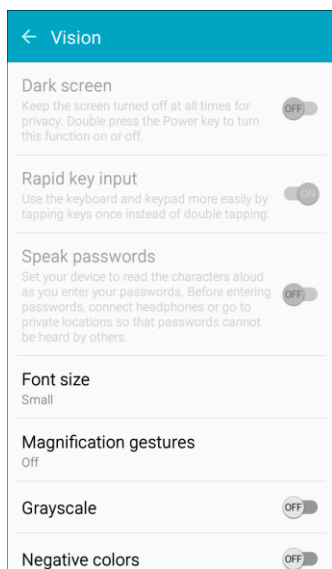 Vision
Dark screen
Keep the screen turned off at all times for
privacy. Double press the Power key to turn
this function on or off.
OFF
Rapid key input
Use the keyboard and keypad more easily by
tapping keys once instead of double tapping.
ON
Speak passwords
Set your device to read the characters aloud
as you enter your passwords. Before entering
passwords, connect headphones or go to
private locations so that passwords cannot
be heard by others.
OFF
Font size
Small
Magnification gestures
Off
Grayscale
OFF
Negative colors
OFF